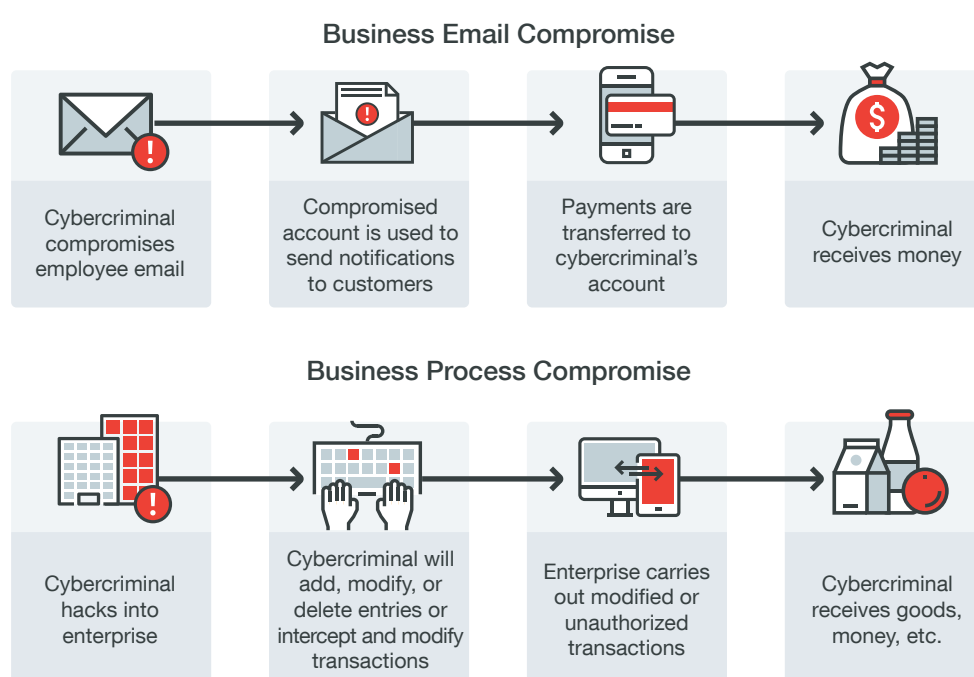 Business Email Compromise
Cybercriminal
compromises
employee email
Compromised
account is used to
send notifications
to customers
Payments are
transferred to
cybercriminal's
account
Cybercriminal
receives money
Business Process Compromise
Cybercriminal
hacks into
enterprise
Cybercriminal will
add, modify, or
delete entries or
intercept and modify
transactions
Enterprise carries
out modified or
unauthorized
transactions
Cybercriminal
receives goods,
money, etc.